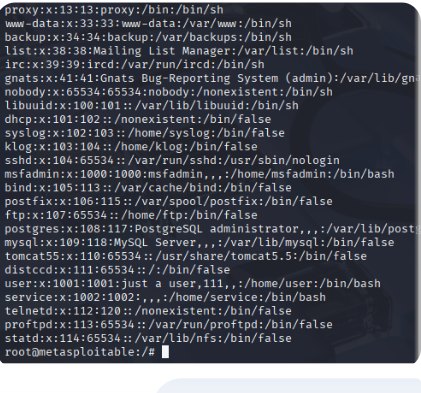 proxy:x:13:13:proxy:/bin:/bin/sh
www-data:x:33:33:www-data:/var/www:/bin/sh
backup:x:34:34:backup:/var/backups:/bin/sh
list:x:38:38:Mailing List Manager:/var/list:/bin/sh
irc:x:39:39:ircd:/var/run/ircd:/bin/sh
gnats:x:41:41:Gnats Bug-Reporting System (admin):/var/lib/gn
nobody:x:65534:65534:nobody:/nonexistent:/bin/sh
libuuid:x:100:101::/var/lib/libuuid:/bin/sh
dhcp:x:101:102::/nonexistent:/bin/false
syslog:x:102:103::/home/syslog:/bin/false
klog:x:103:104::/home/klog:/bin/false
sshd:x:104:65534::/var/run/sshd:/usr/sbin/nologin
msfadmin:x:1000:1000:msfadmin,,,:/home/msfadmin:/bin/bash
bind:x:105:113::/var/cache/bind:/bin/false
postfix:x:106:115::/var/spool/postfix:/bin/false
ftp:x:107:65534::/home/ftp:/bin/false
postgres:x:108:117:PostgreSQL administrator,,,:/var/lib/post
mysql:x:109:118:MySQL Server,,,:/var/lib/mysql:/bin/false
tomcat55:x:110:65534::/usr/share/tomcat5.5:/bin/false
distccd:x:111:65534::/:/bin/false
user:x:1001:1001:just a user,111,,:/home/user:/bin/bash
service:x:1002:1002:,,,:/home/service:/bin/bash
telnetd:x:112:120::/nonexistent:/bin/false
proftpd:x:113:65534::/var/run/proftpd:/bin/false
statd:x:114:65534::/var/lib/nfs:/bin/false
root@metasploitable:/#